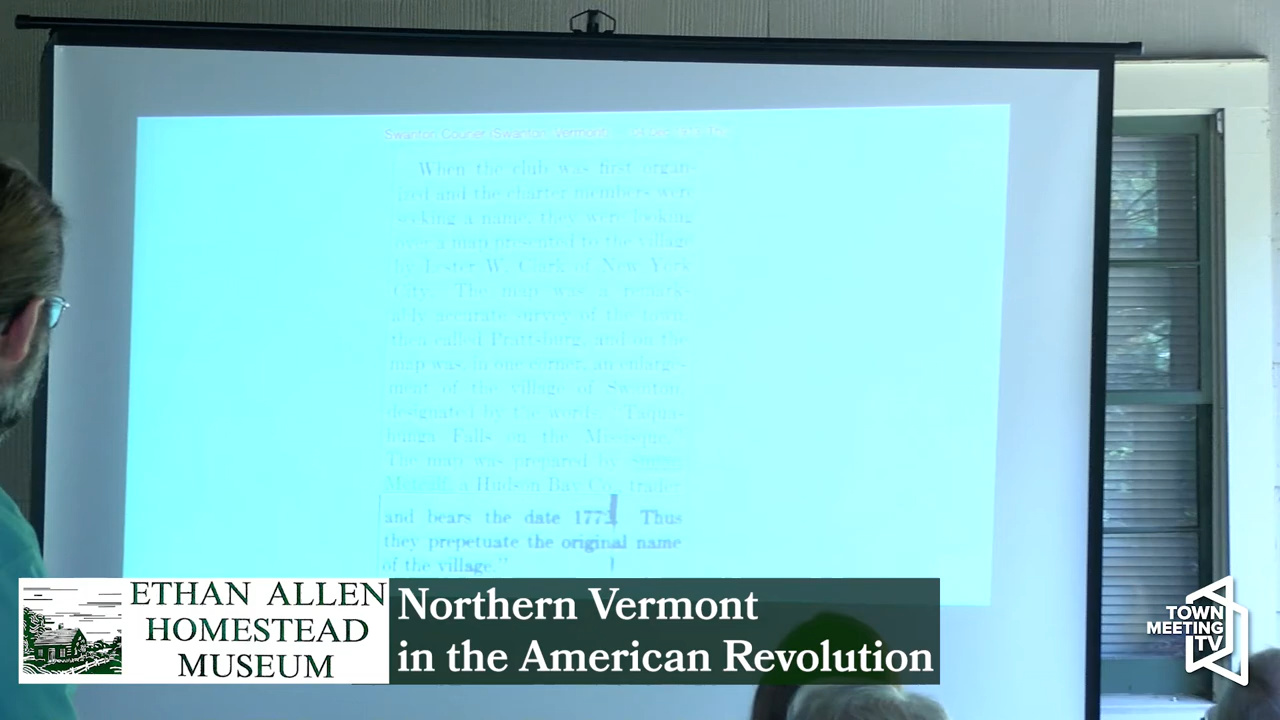 Swanton Courier (Swanton, Vermont)
When the club was first organ-
ized and the charter members were
seeking a name, they were looking
over a map presented to the village
by Lester W. Clark of New York
City. The map was a remark-
ably accurate survey of the town,
then called Prattsburg, and on the
map was, in one corner, an enlarge-
ment of the village of Swanton,
designated by the words
Falls on the
The map was prepared by
a Hudson Bay Co. trader
and bears the date 1772. Thus
they prepetuate the original name
of the village."
ETHAN ALLEN
HOMESTEAD
MUSEUM
Northern Vermont
in the American Revolution
TOWN
MEETING
TV